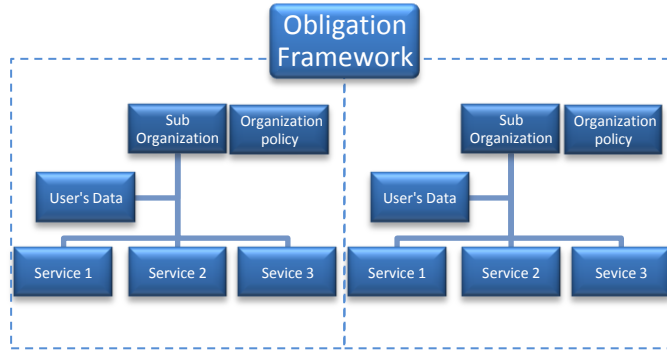 Obligation
Framework
Sub
Organization
Organization
policy
User's Data
Service 1
Service 2
Sevice 3
Sub
Organization
Organization
policy
User's Data
Service 1
Service 2
Sevice 3